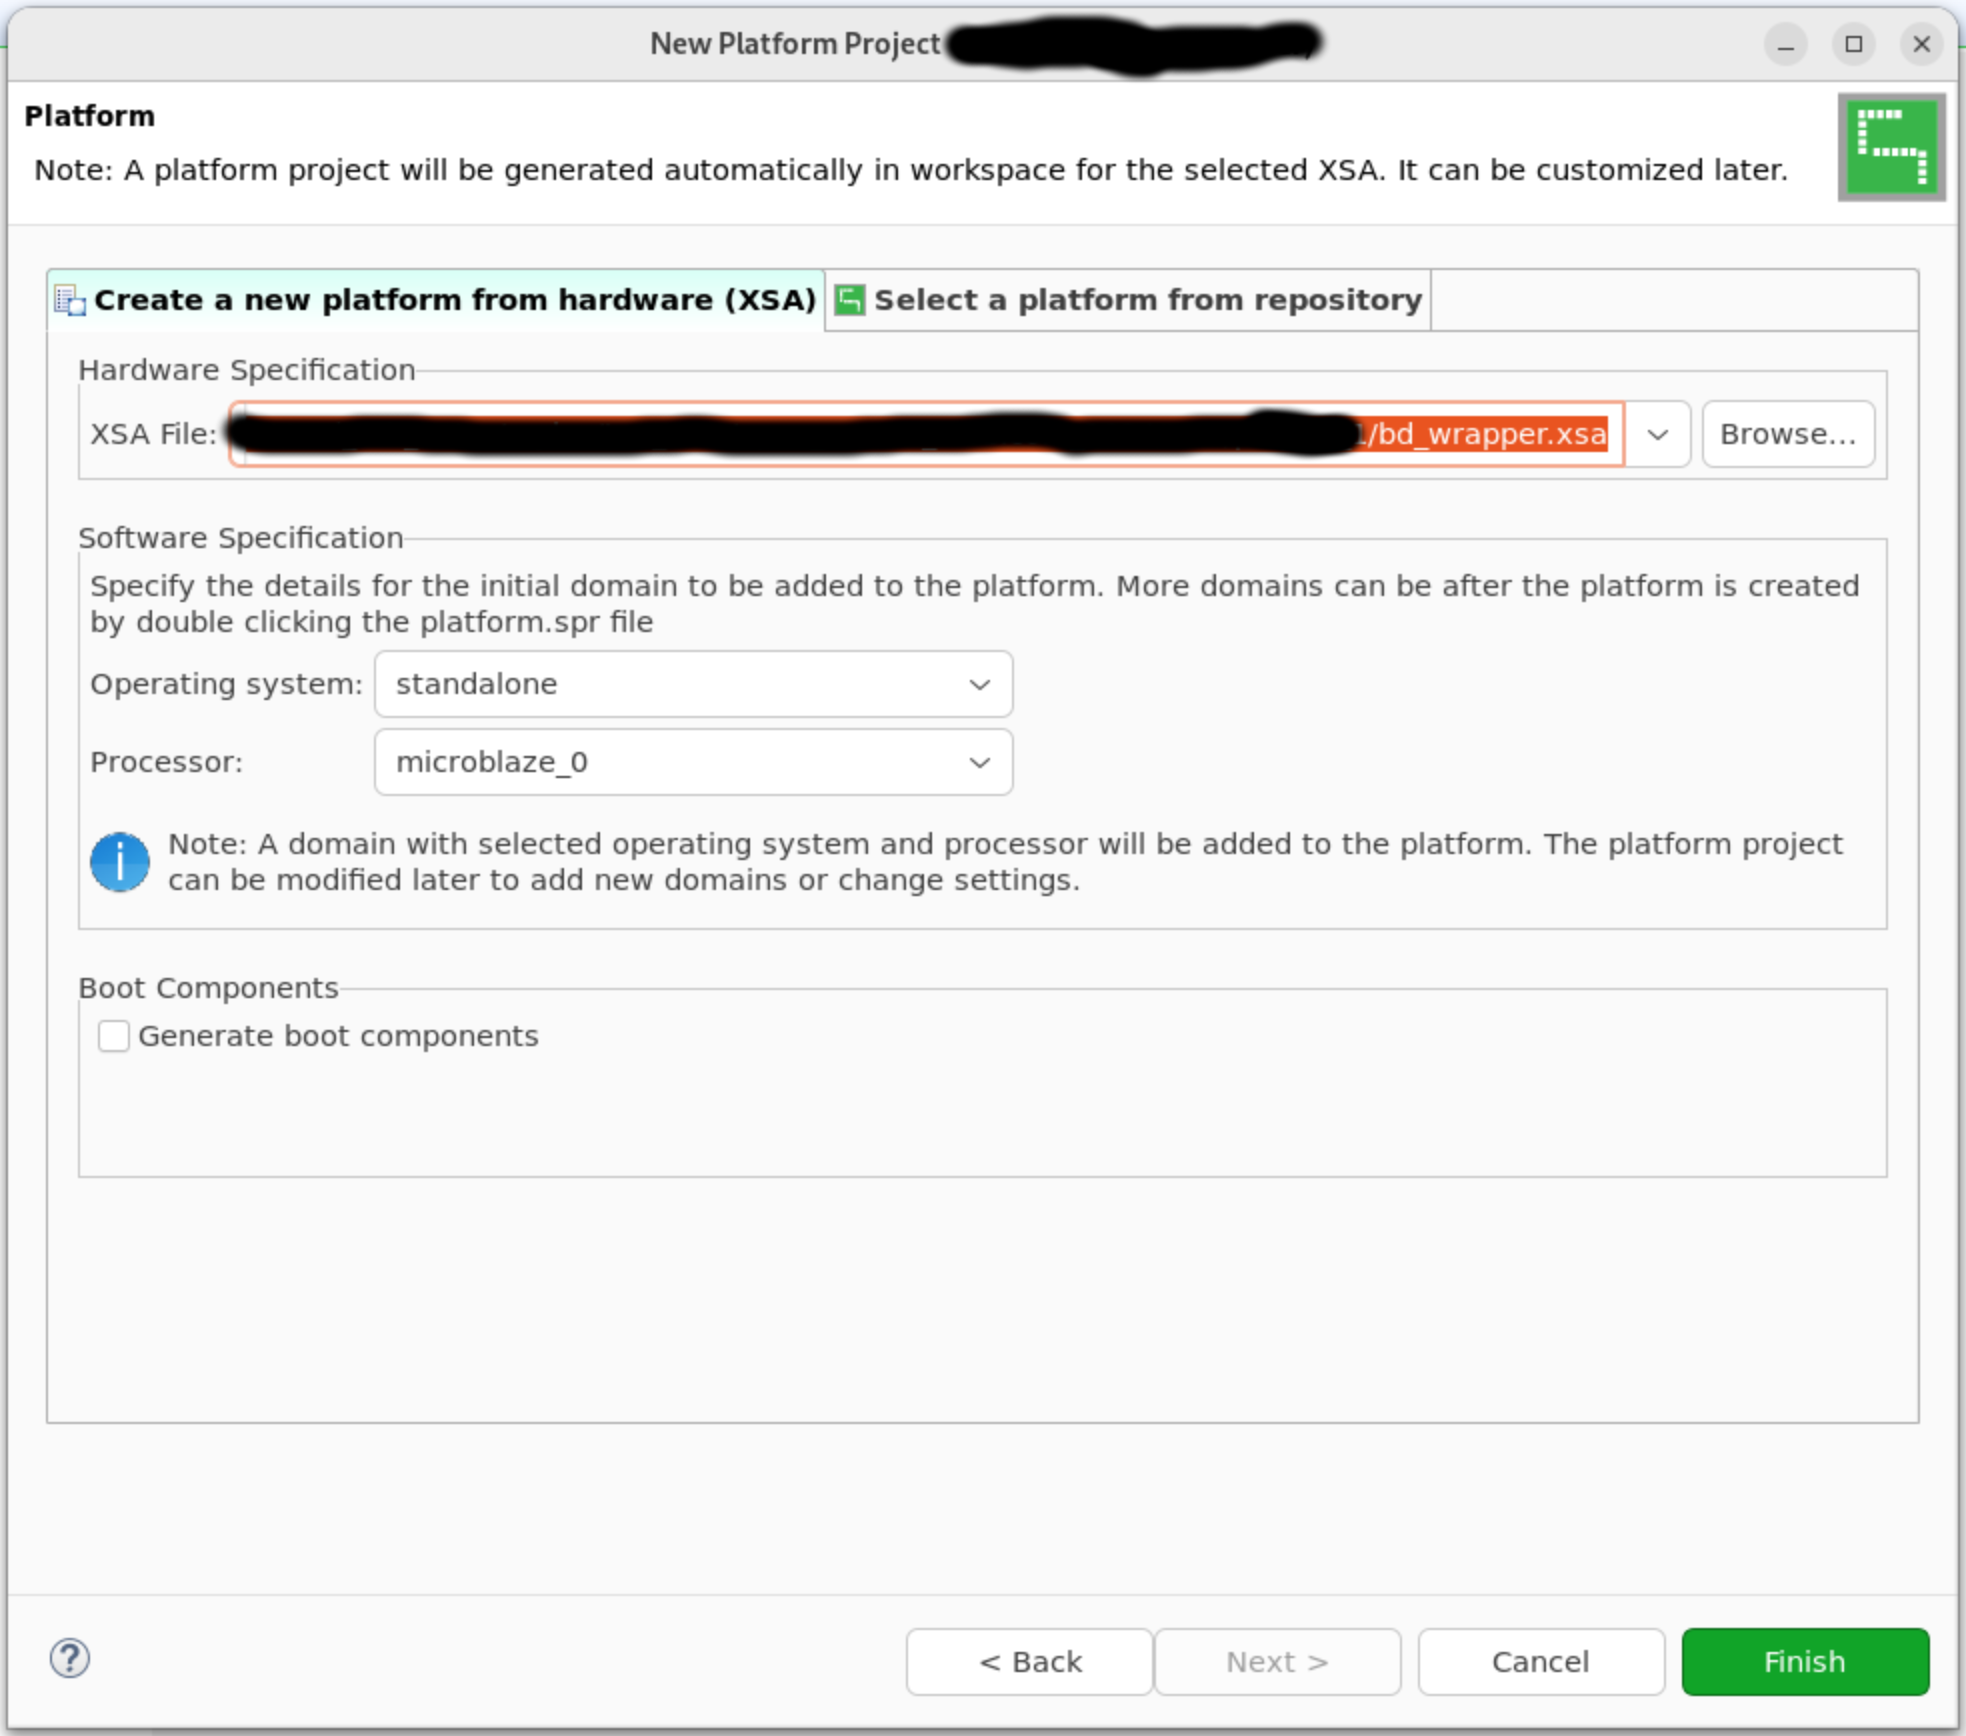 New Platform Project
Platform
Note: A platform project will be generated automatically in workspace for the selected XSA. It can be customized later.
Create a new platform from hardware (XSA)
Select a platform from repository
Hardware Specification
XSA File: /bd_wrapper.xsa
Browse...
Software Specification
Specify the details for the initial domain to be added to the platform. More domains can be after the platform is created
by double clicking the platform.spr file
Operating system: standalone
Processor: microblaze_0
Note: A domain with selected operating system and processor will be added to the platform. The platform project
can be modified later to add new domains or change settings.
Boot Components
Generate boot components
< Back
Next >
Cancel
Finish